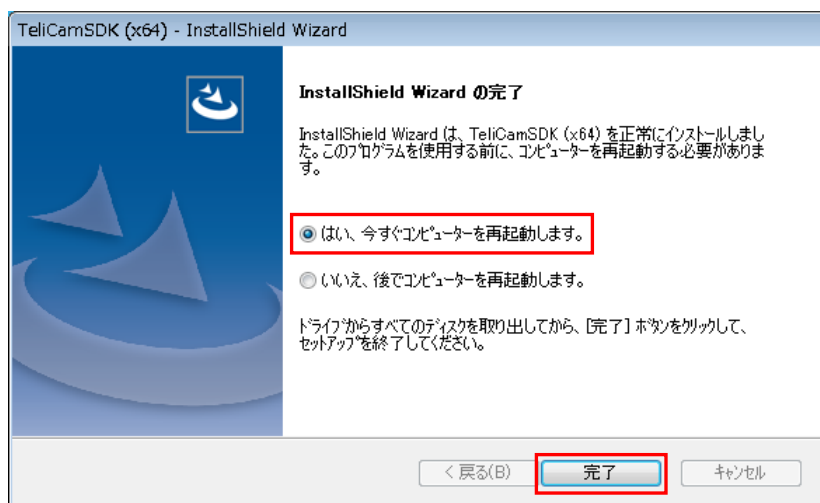 TeliCamSDK (x64) - InstallShield Wizard
InstallShield Wizard の完了
InstallShield Wizard は、TeliCamSDK (x64) を正常にインストールしまし
た。このプログラムを使用する前に、コンピューターを再起動する必要がありま
す。
はい、今すぐコンピューターを再起動します。
いいえ、後でコンピューターを再起動します。
ドライブからすべてのディスクを取り出してから、[完了] ボタンをクリックして、
セットアップを終了してください。
< 戻る(B)
完了
キャンセル